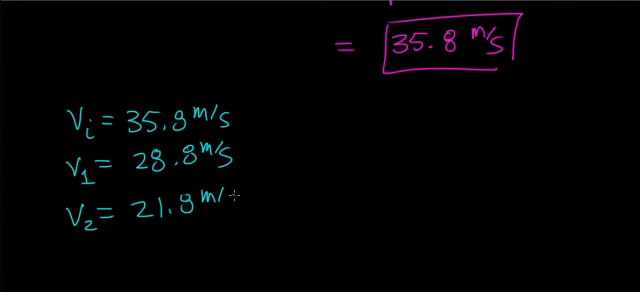 = 35.8 m/s
Vi = 35.8 m/s
V1 = 28.8 m/s
V2 = 21.8 m/